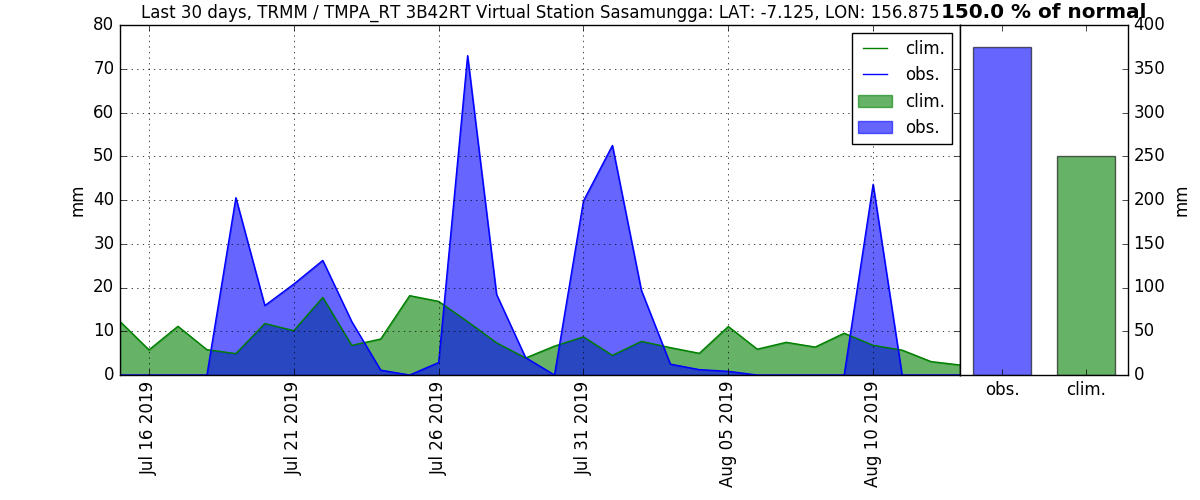 Last 30 days, TRMM / TMPA_RT 3B42RT Virtual Station Sasamungga: LAT: -7.125, LON: 156.875
150.0 % of normal
80
70
60
50
40
30
20
10
0
mm
clim.
obs.
clim.
obs.
400
350
300
250
200
150
100
50
0
mm
Jul 16 2019
Jul 21 2019
Jul 26 2019
Jul 31 2019
Aug 05 2019
Aug 10 2019
obs.
clim.